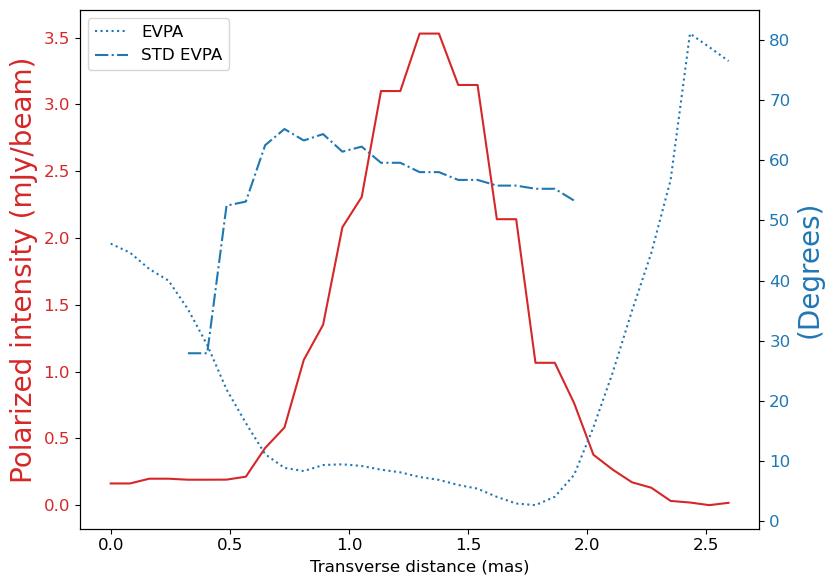 EVPA
STD EVPA
Polarized intensity (mJy/beam)
3.5
3.0
2.5
2.0
1.5
1.0
0.5
0.0
80
70
60
50
40
30
20
10
0
(Degrees)
0.0 0.5 1.0 1.5 2.0 2.5
Transverse distance (mas)